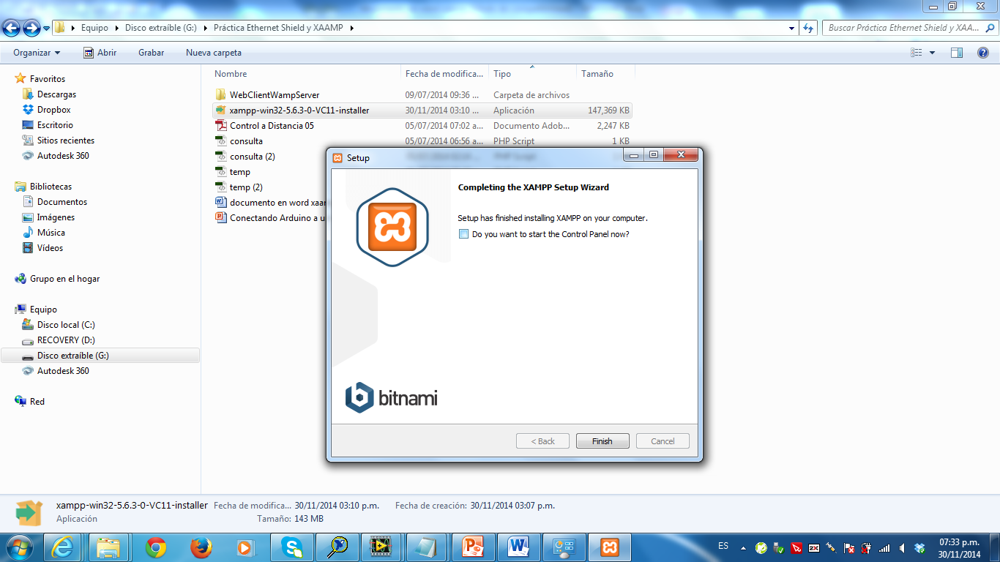 Equipo Disco extraíble (G:) Práctica Ethernet Shield y XAAMP
Buscar Práctica Ethernet Shield y XAA...
Organizar Abrir Grabar Nueva carpeta
Favoritos
Descargas
Dropbox
Escritorio
Sitios recientes
Autodesk 360
Bibliotecas
Documentos
Imágenes
Música
Vídeos
Grupo en el hogar
Equipo
Disco local (C:)
RECOVERY (D:)
Disco extraíble (G:)
Autodesk 360
Red
Nombre Fecha de modifica... Tipo Tamaño
WebClientWampServer 09/07/2014 09:36 ... Carpeta de archivos
xampp-win32-5.6.3-0-VC11-installer 30/11/2014 03:10 ... Aplicación 147,369 KB
Control a Distancia 05 05/07/2014 07:02 a... Documento Adob... 2,247 KB
consulta 05/07/2014 06:56 a... PHP Script 1 KB
consulta (2)
temp
temp (2)
documento en word xaa
Conectando Arduino a u
Setup
Completing the XAMPP Setup Wizard
Setup has finished installing XAMPP on your computer.
Do you want to start the Control Panel now?
bitnami
< Back Finish Cancel
xampp-win32-5.6.3-0-VC11-installer Fecha de modifica... 30/11/2014 03:10 p.m. Fecha de creación: 30/11/2014 03:07 p.m.
Aplicación Tamaño: 143 MB
ES
07:33 p.m.
30/11/2014